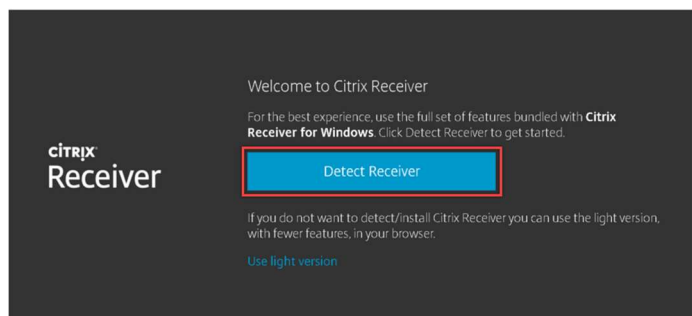 Welcome to Citrix Receiver
For the best experience, use the full set of features bundled with Citrix
Receiver for Windows. Click Detect Receiver to get started.
CİTRIX
Receiver
Detect Receiver
If you do not want to detect/install Citrix Receiver you can use the light version,
with fewer features, in your browser.
Use light version